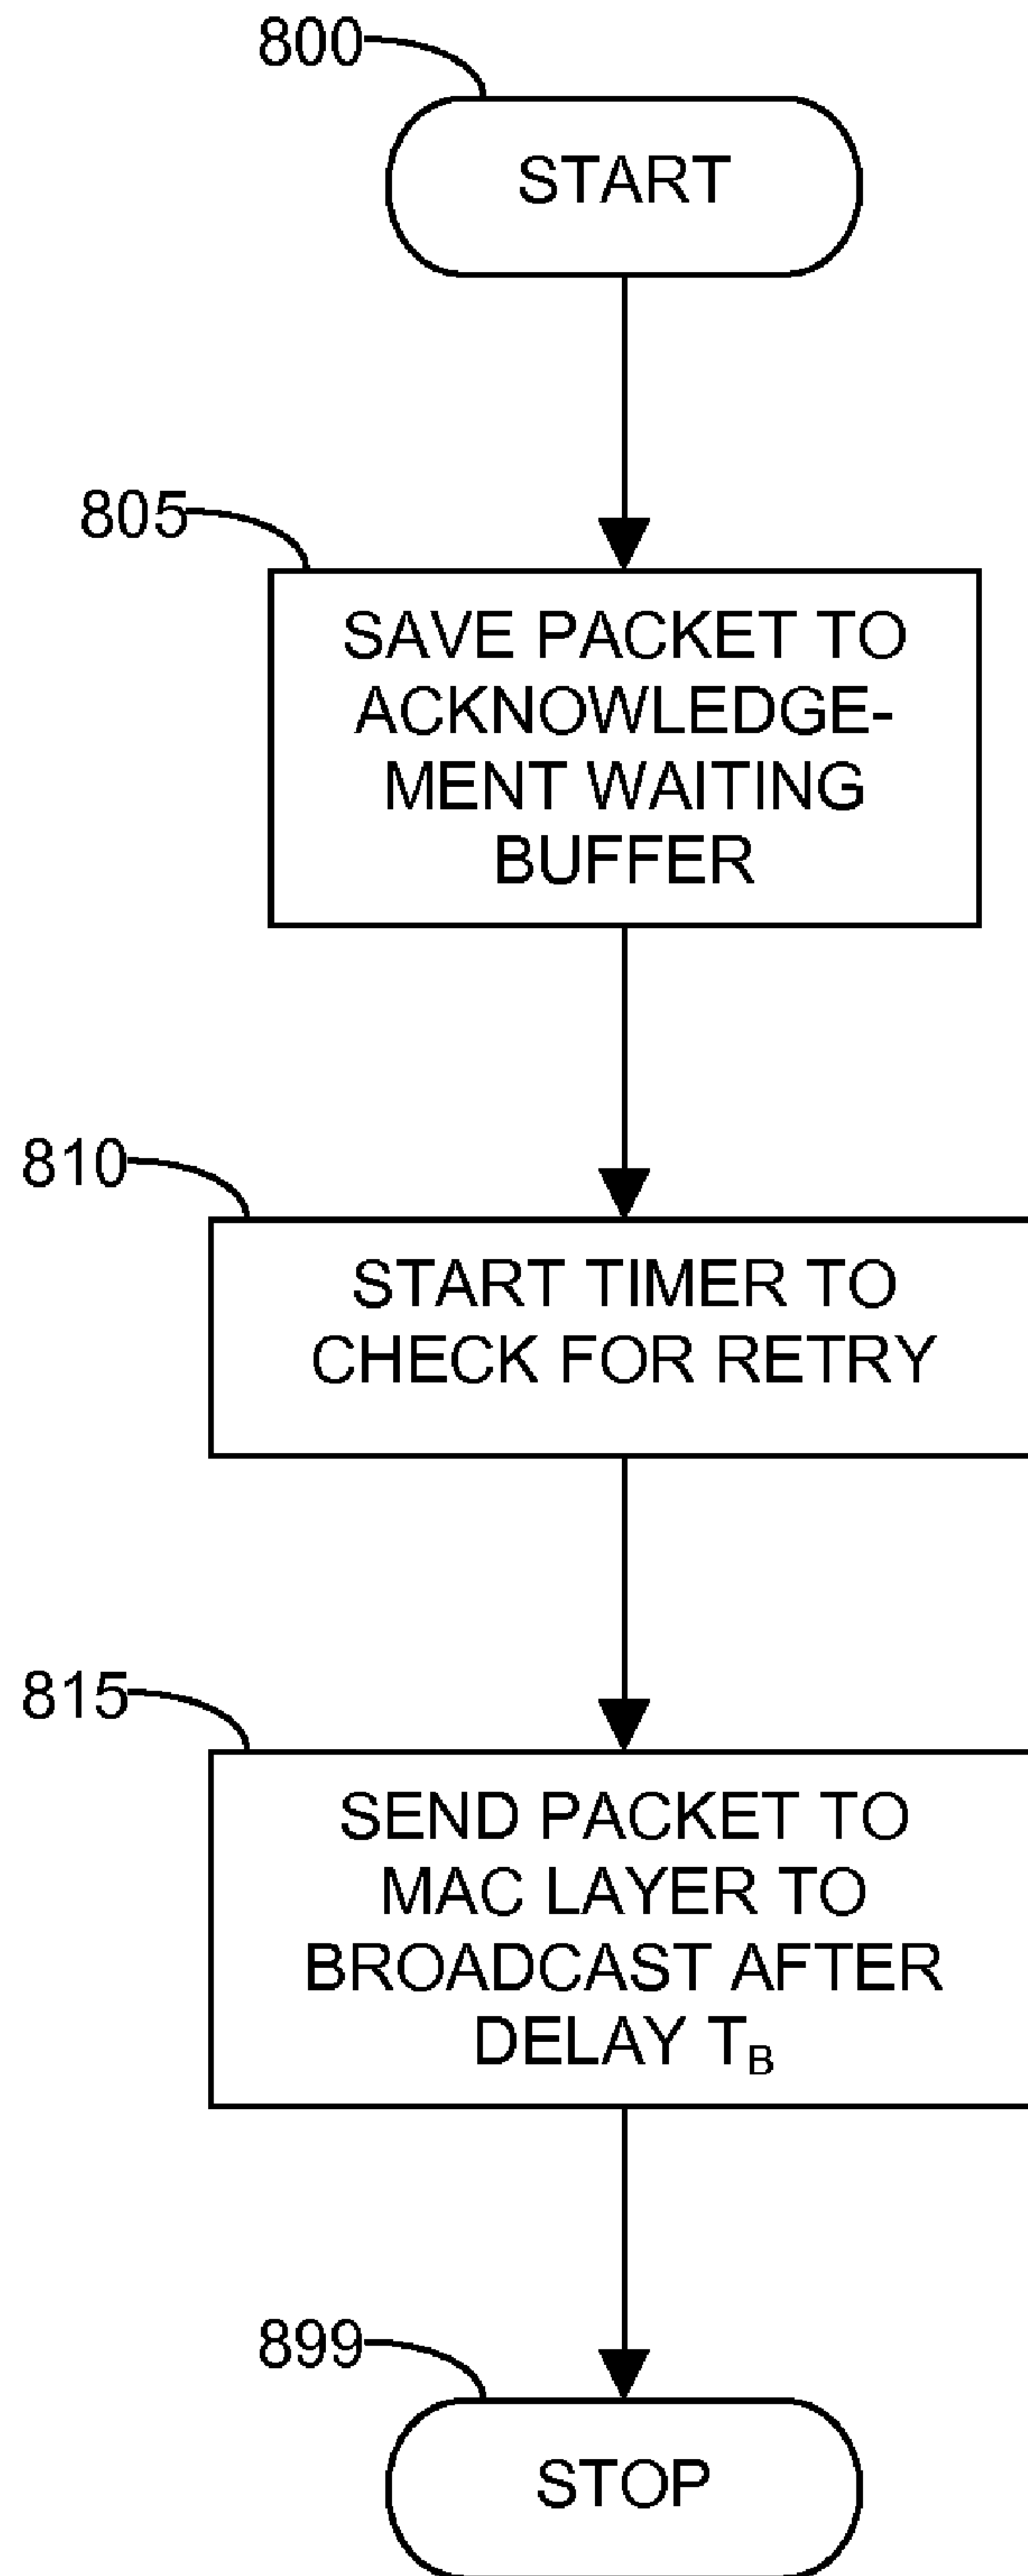 800
START
805
SAVE PACKET TO
ACKNOWLEDGE-
MENT WAITING
BUFFER
810
START TIMER TO
CHECK FOR RETRY
815
SEND PACKET TO
MAC LAYER TO
BROADCAST AFTER
DELAY T_B
899
STOP